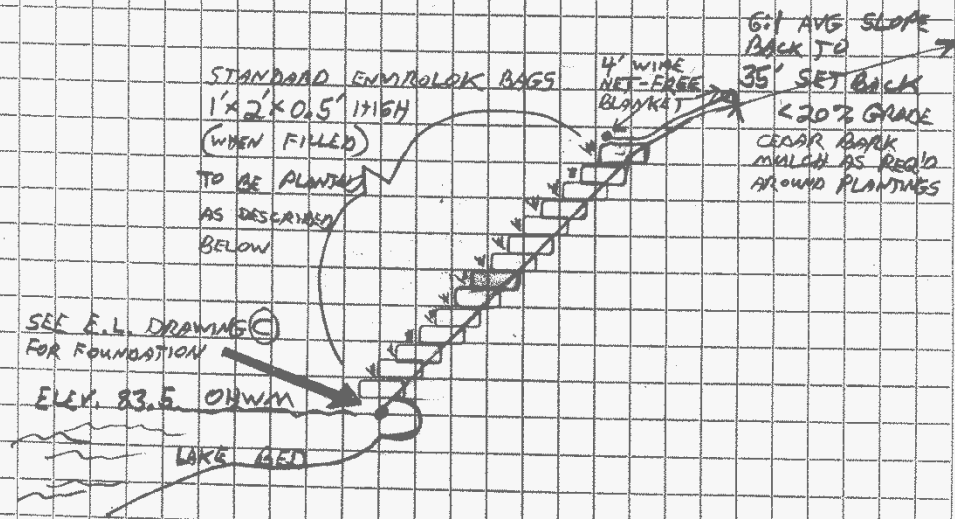 6:1 AVG SLOPE
BACK TO
35' SET BACK
<20% GRADE
CEDAR BARK
MULCH AS REQ'D
AROUND PLANTINGS
4' WIDE
NET-FREE
BLANKET
STANDARD ENVIROLOK BAGS
1'x2'x0.5' HIGH
(WHEN FILLED)
TO BE PLANTED
AS DESCRIBED
BELOW
SEE E.L. DRAWING C
FOR FOUNDATION
ELEV. 83.5 OHWM
LAKE BED